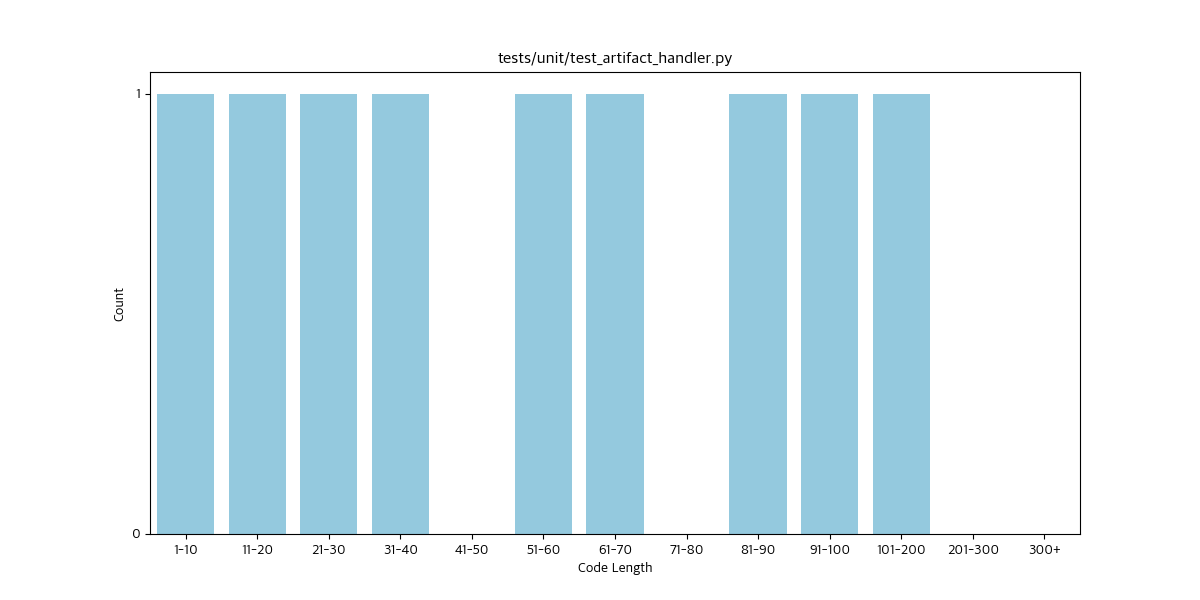 tests/unit/test_artifact_handler.py
1
0
Count
1-10 11-20 21-30 31-40 41-50 51-60 61-70 71-80 81-90 91-100 101-200 201-300 300+
Code Length